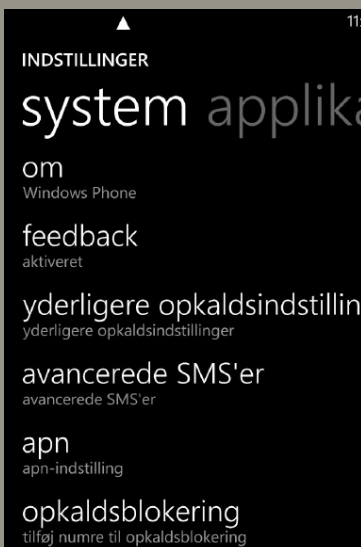 11:
INDSTILLINGER
system applika
om
Windows Phone
feedback
aktiveret
yderligere opkaldsindstillin
yderligere opkaldsindstillinger
avancerede SMS'er
avancerede SMS'er
apn
apn-indstilling
opkaldsblokering
tilføj numre til opkaldsblokering